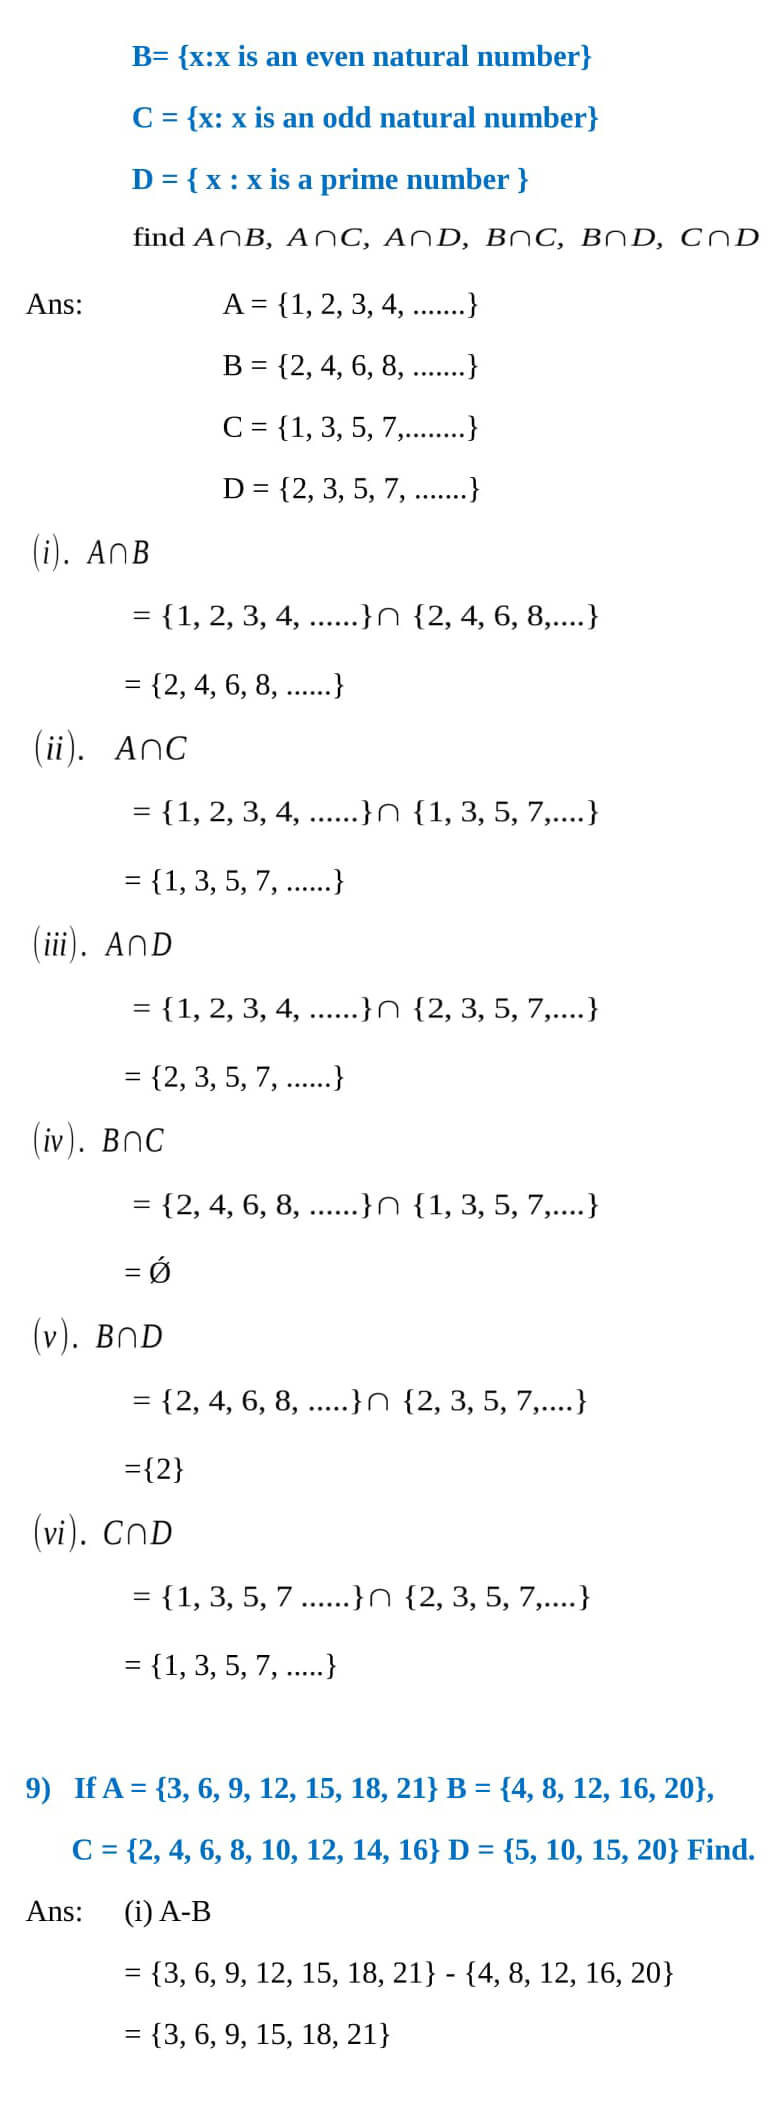 B= {x:x is an even natural number}
C = {x: x is an odd natural number}
D = { x : x is a prime number }
find A∩B, A∩C, A∩D, B∩C, B∩D, C∩D
Ans: A = {1, 2, 3, 4, .......}
B = {2, 4, 6, 8, .......}
C = {1, 3, 5, 7,........}
D = {2, 3, 5, 7, .......}
(i). A∩B
= {1, 2, 3, 4, ......}∩ {2, 4, 6, 8,....}
= {2, 4, 6, 8, ......}
(ii). A∩C
= {1, 2, 3, 4, ......}∩ {1, 3, 5, 7,....}
= {1, 3, 5, 7, ......}
(iii). A∩D
= {1, 2, 3, 4, ......}∩ {2, 3, 5, 7,....}
= {2, 3, 5, 7, ......}
(iv). B∩C
= {2, 4, 6, 8, ......}∩ {1, 3, 5, 7,....}
= Ǿ
(v). B∩D
= {2, 4, 6, 8, .....}∩ {2, 3, 5, 7,....}
={2}
(vi). C∩D
= {1, 3, 5, 7 ......}∩ {2, 3, 5, 7,....}
= {1, 3, 5, 7, .....}
9) If A = {3, 6, 9, 12, 15, 18, 21} B = {4, 8, 12, 16, 20},
C = {2, 4, 6, 8, 10, 12, 14, 16} D = {5, 10, 15, 20} Find.
Ans: (i) A-B
= {3, 6, 9, 12, 15, 18, 21} - {4, 8, 12, 16, 20}
= {3, 6, 9, 15, 18, 21}